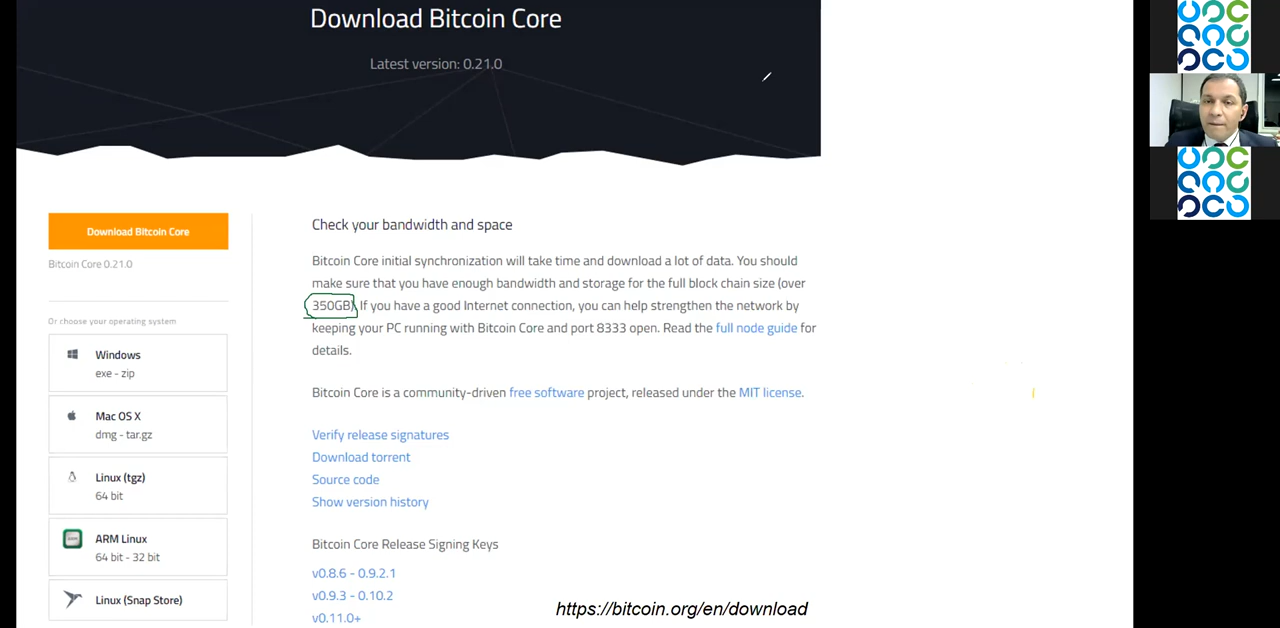 Download Bitcoin Core
Latest version: 0.21.0
Download Bitcoin Core
Bitcoin Core 0.21.0
Or choose your operating system
Windows
exe - zip
Mac OS X
dmg - tar.gz
Linux (tgz)
64 bit
ARM Linux
64 bit - 32 bit
Linux (Snap Store)
Check your bandwidth and space
Bitcoin Core initial synchronization will take time and download a lot of data. You should
make sure that you have enough bandwidth and storage for the full block chain size (over
350GB). If you have a good Internet connection, you can help strengthen the network by
keeping your PC running with Bitcoin Core and port 8333 open. Read the full node guide for
details.
Bitcoin Core is a community-driven free software project, released under the MIT license.
Verify release signatures
Download torrent
Source code
Show version history
Bitcoin Core Release Signing Keys
v0.8.6 - 0.9.2.1
v0.9.3 - 0.10.2
v0.11.0+
https://bitcoin.org/en/download